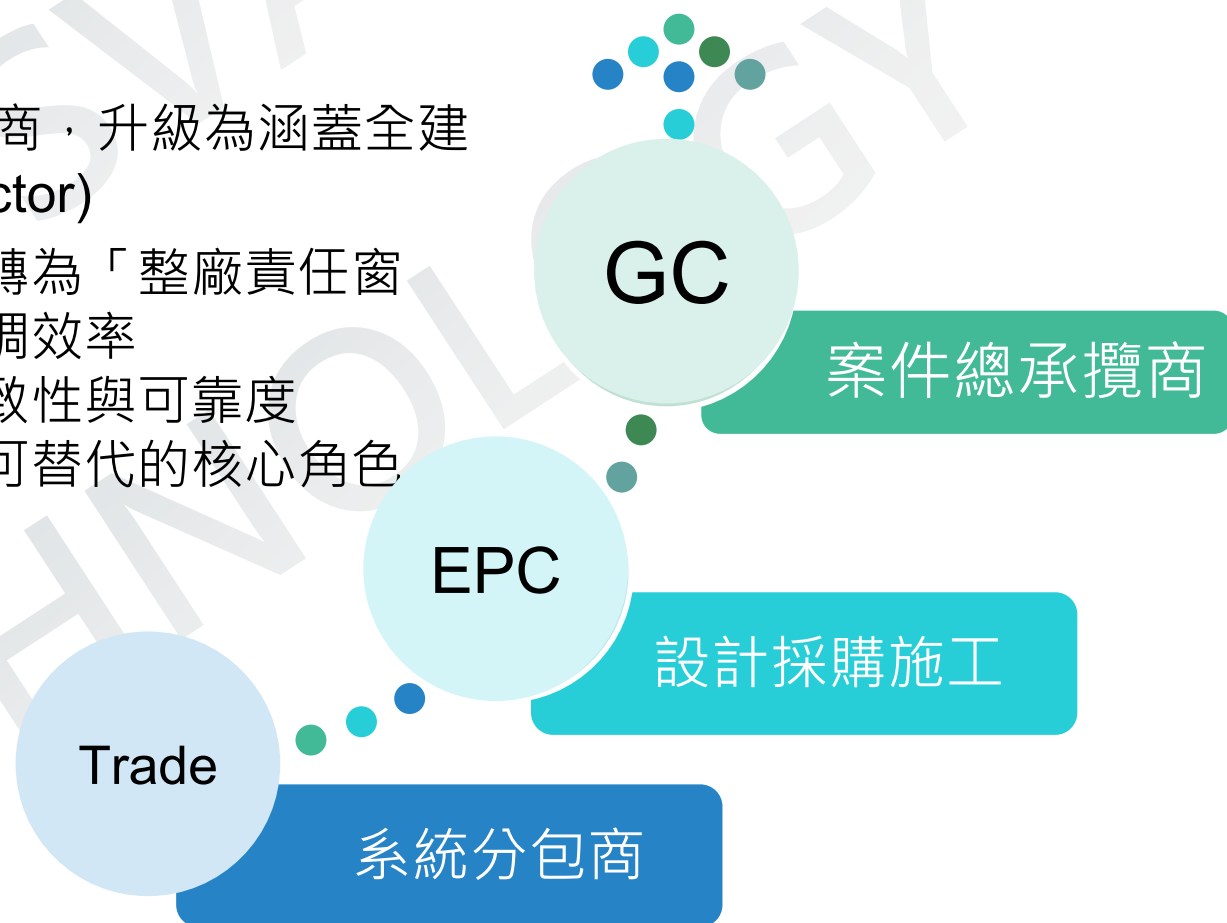 商，升級為涵蓋全建
ctor)
轉為「整廠責任窗
調效率
致性與可靠度
可替代的核心角色
GC
案件總承攬商
EPC
設計採購施工
Trade
系統分包商